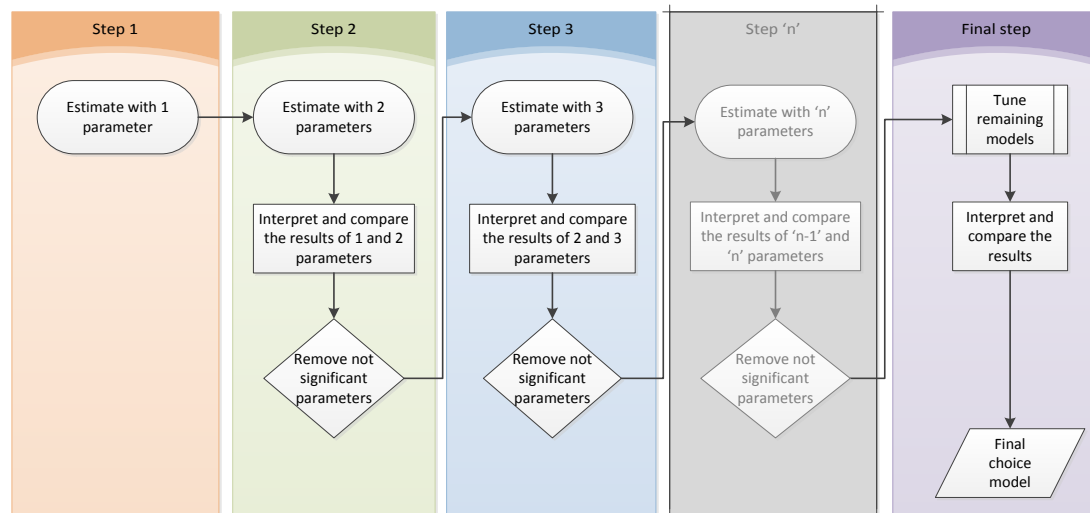 Step 1
Estimate with 1
parameter
Step 2
Estimate with 2
parameters
Interpret and compare
the results of 1 and 2
parameters
Remove not
significant
parameters
Step 3
Estimate with 3
parameters
Interpret and compare
the results of 2 and 3
parameters
Remove not
significant
parameters
Step ‘n’
Estimate with ‘n’
parameters
Interpret and compare
the results of ‘n-1’ and
‘n’ parameters
Remove not
significant
parameters
Final step
Tune
remaining
models
Interpret and
compare the
results
Final
choice
model